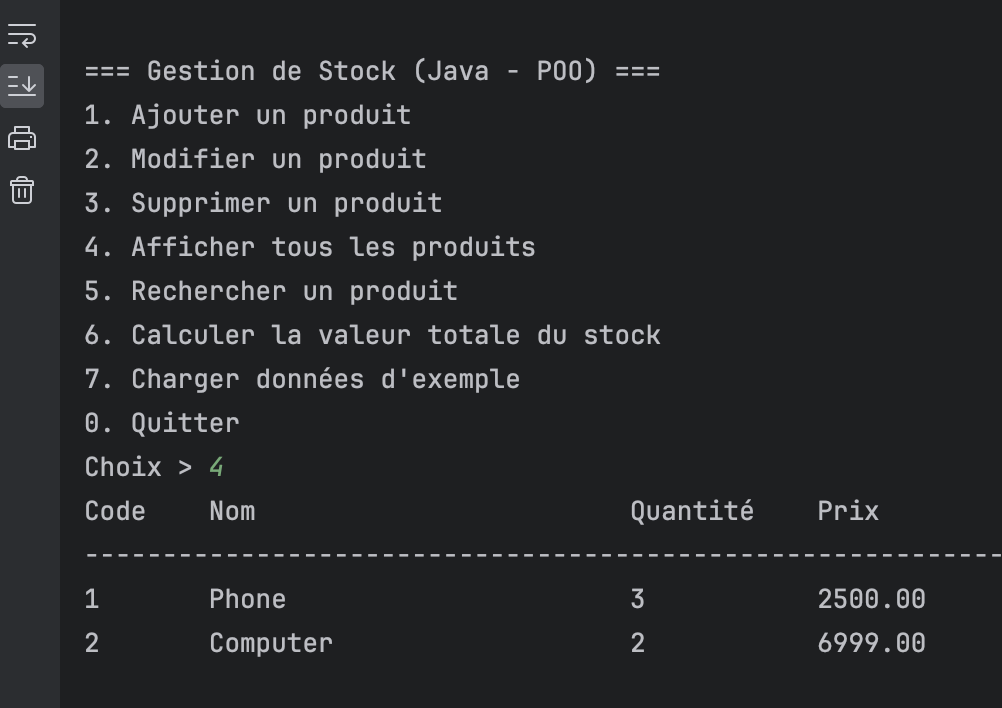 === Gestion de Stock (Java - POO) ===
1. Ajouter un produit
2. Modifier un produit
3. Supprimer un produit
4. Afficher tous les produits
5. Rechercher un produit
6. Calculer la valeur totale du stock
7. Charger données d'exemple
0. Quitter
Choix > 4
Code    Nom                        Quantité    Prix
-----------------------------------------------------------
1       Phone                      3           2500.00
2       Computer                   2           6999.00